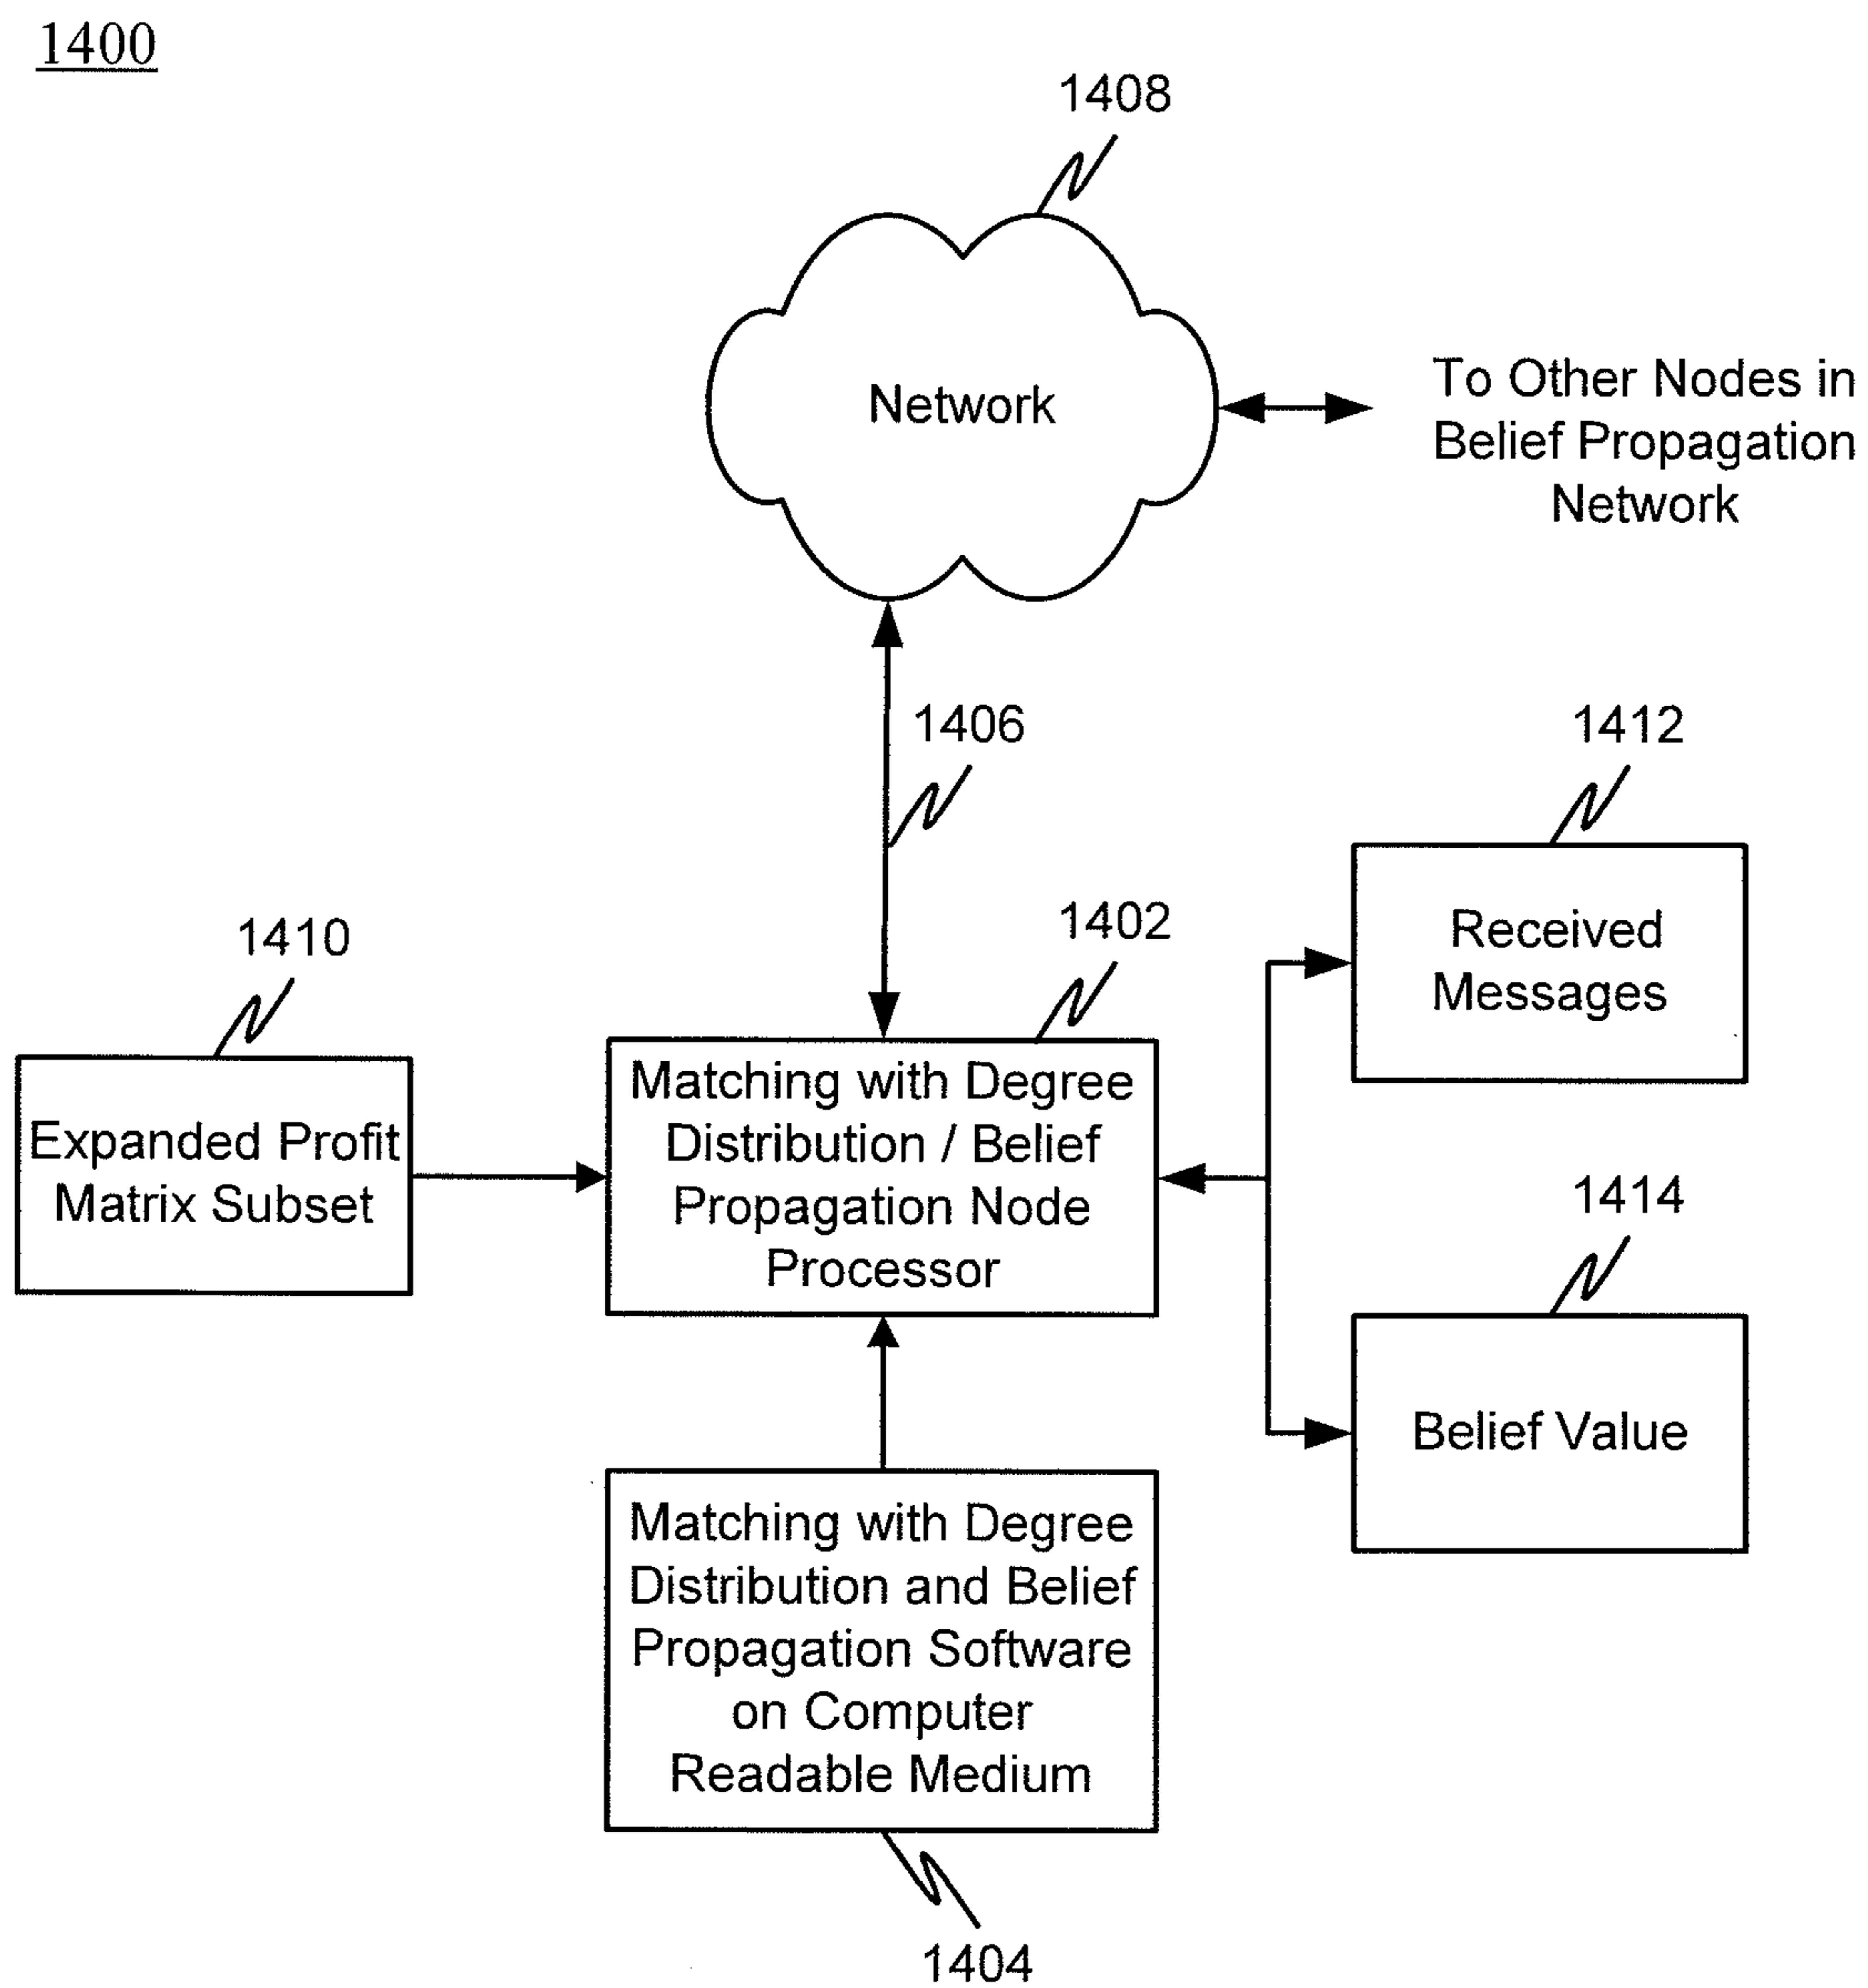 1400
1408
Network
To Other Nodes in
Belief Propagation
Network
1406
1412
Received
Messages
1410
Expanded Profit
Matrix Subset
1402
Matching with Degree
Distribution / Belief
Propagation Node
Processor
1414
Belief Value
Matching with Degree
Distribution and Belief
Propagation Software
on Computer
Readable Medium
1404